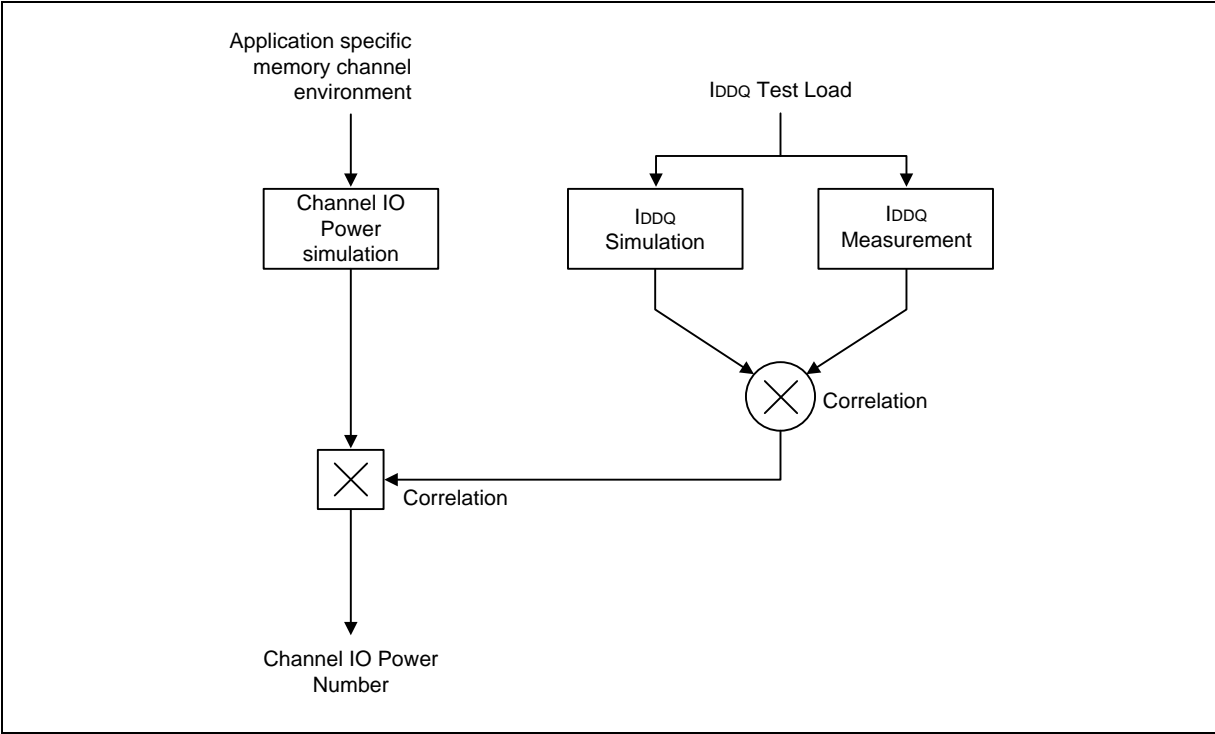 Application specific
memory channel
environment
IDDQ Test Load
Channel IO
Power
simulation
IDDQ
Simulation
IDDQ
Measurement
Correlation
Correlation
Channel IO Power
Number